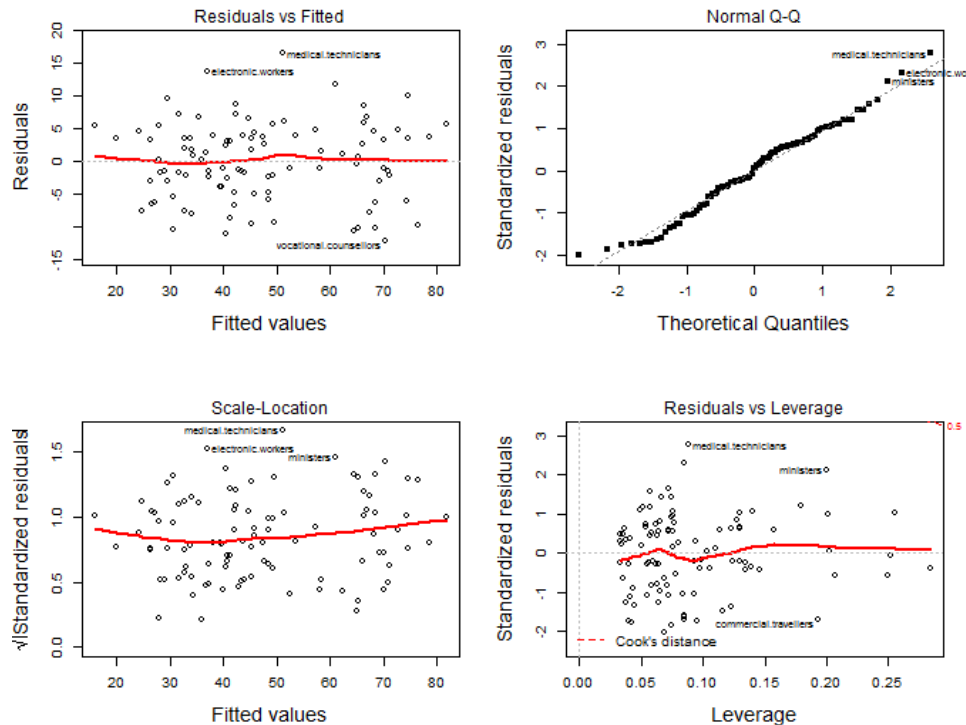 Residuals vs Fitted
Residuals
20
15
10
5
0
-5
-15
medical.technicians
electronic.workers
vocational.counsellors
20 30 40 50 60 70 80
Fitted values
Normal Q-Q
Standardized residuals
3
2
1
0
-1
-2
medical.technicians
electronic.wo
ministers
-2 -1 0 1 2
Theoretical Quantiles
Scale-Location
√|Standardized residuals|
1.5
1.0
0.5
0.0
medical.technicians
electronic.workers
ministers
20 30 40 50 60 70 80
Fitted values
Residuals vs Leverage
Standardized residuals
3
2
1
0
-1
-2
0.5
medical.technicians
ministers
commercial.travellers
Cook's distance
0.00 0.05 0.10 0.15 0.20 0.25
Leverage